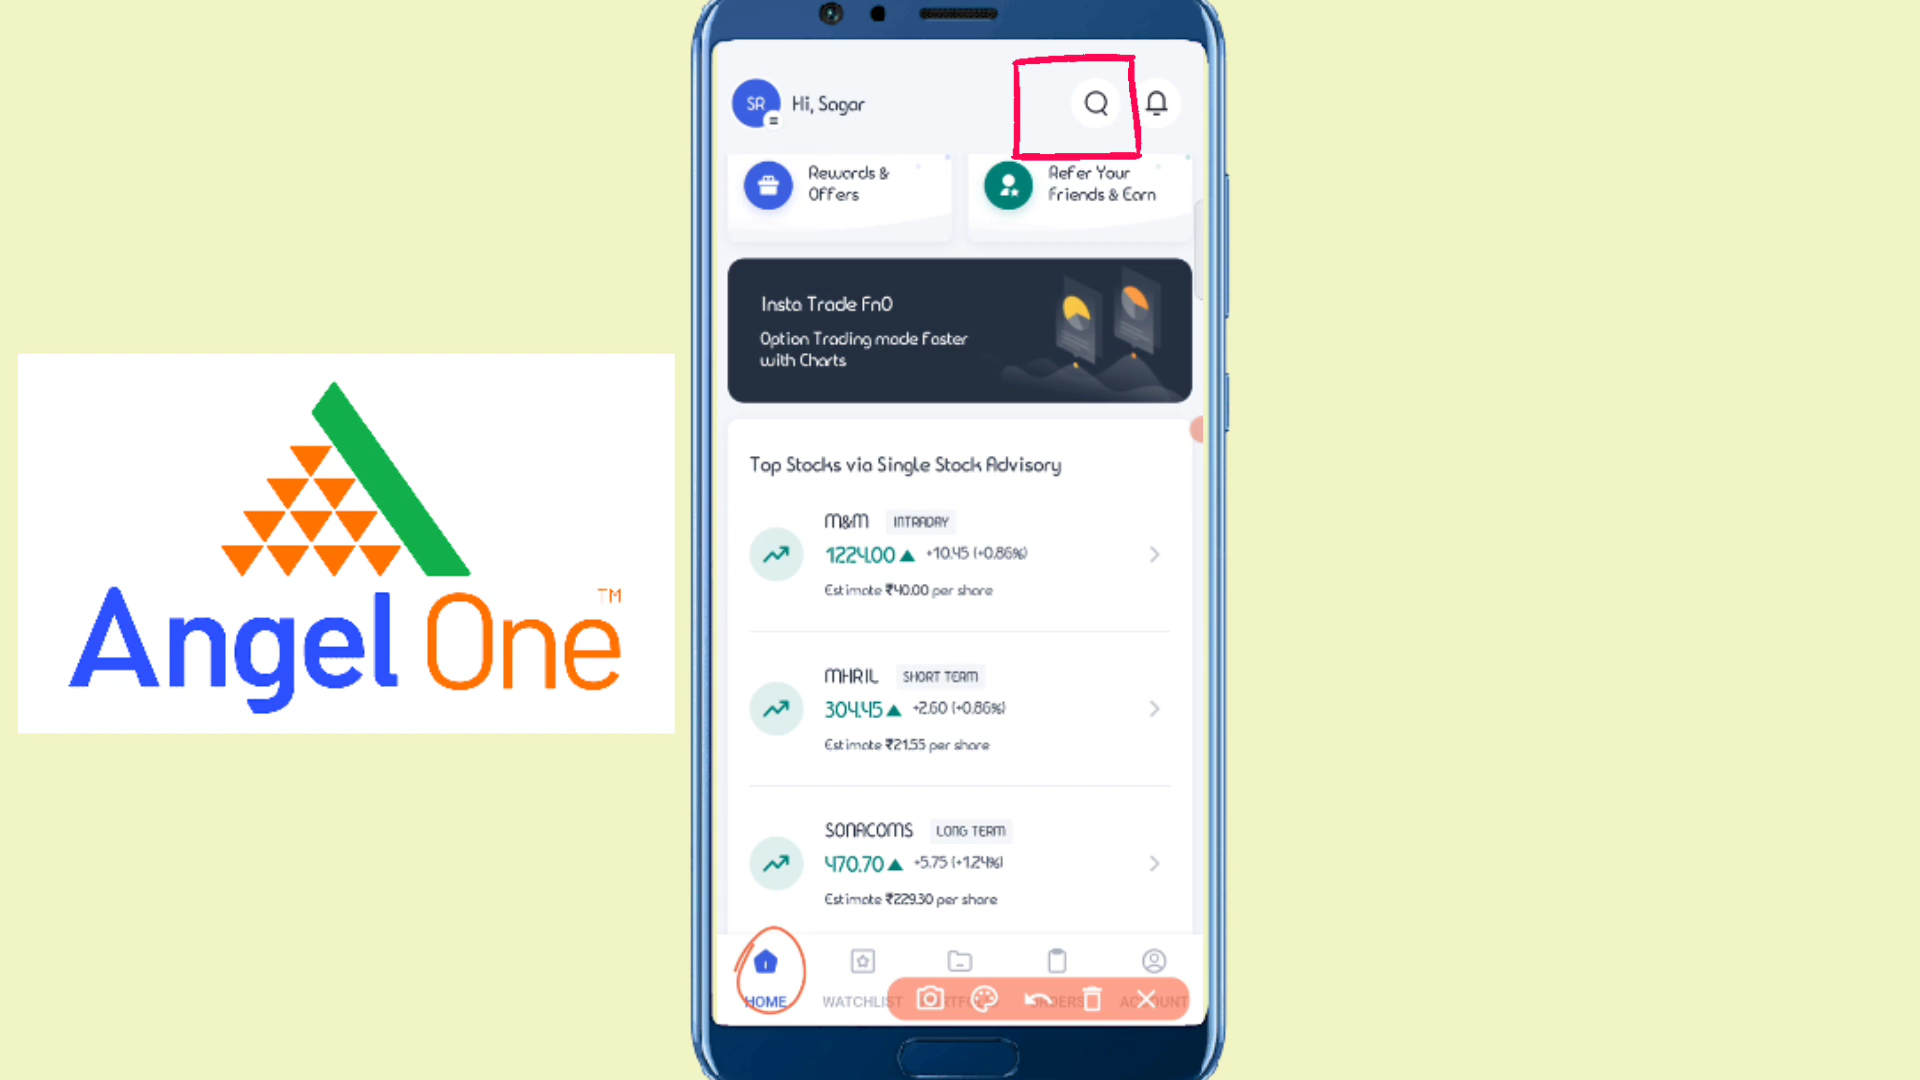 SR
Hi, Sagar
Rewards &
Offers
Refer Your
Friends & Earn
Insta Trade FnO
Option Trading made Faster
with Charts
Top Stocks via Single Stock Advisory
M&M INTRADAY
1224.00 ▲ +10.45 (+0.86%)
Estimate ₹40.00 per share
MHRIL SHORT TERM
304.45 ▲ +2.60 (+0.86%)
Estimate ₹21.55 per share
SONACOMS LONG TERM
470.70 ▲ +5.75 (+1.24%)
Estimate ₹229.30 per share
HOME WATCHLIST ORDERS ACCOUNT
Angel One TM